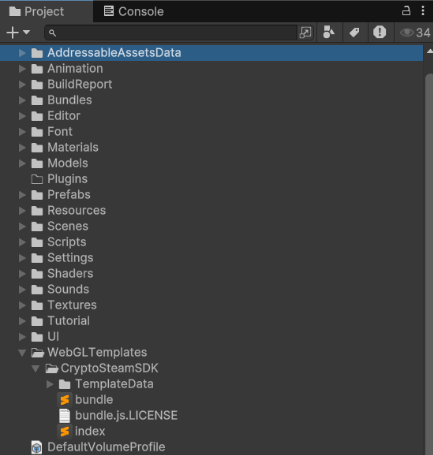 Project Console
34
AddressableAssetsData
Animation
BuildReport
Bundles
Editor
Font
Materials
Models
Plugins
Prefabs
Resources
Scenes
Scripts
Settings
Shaders
Sounds
Textures
Tutorial
UI
WebGLTemplates
CryptoSteamSDK
TemplateData
bundle
bundle.js.LICENSE
index
DefaultVolumeProfile